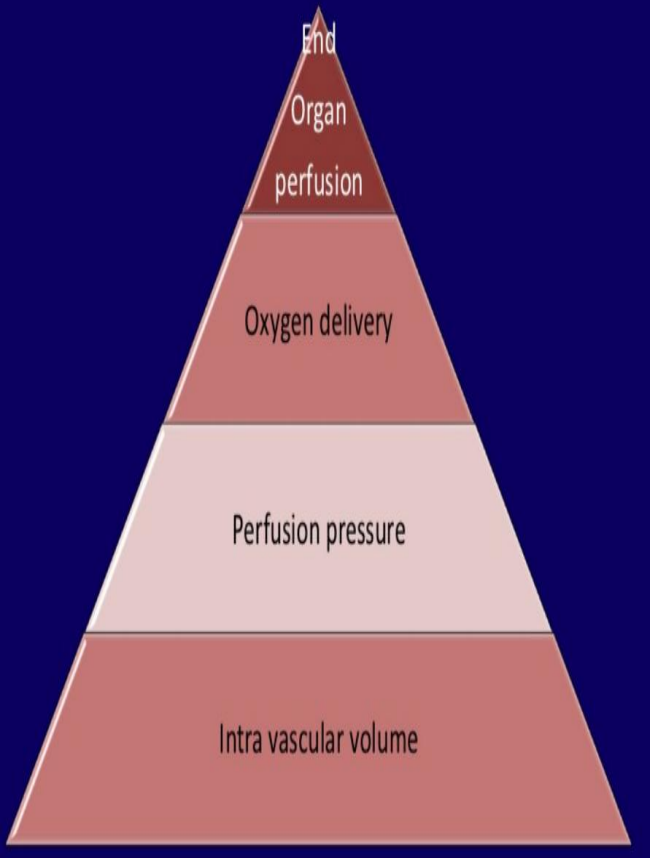 End
Organ
perfusion
Oxygen delivery
Perfusion pressure
Intra vascular volume